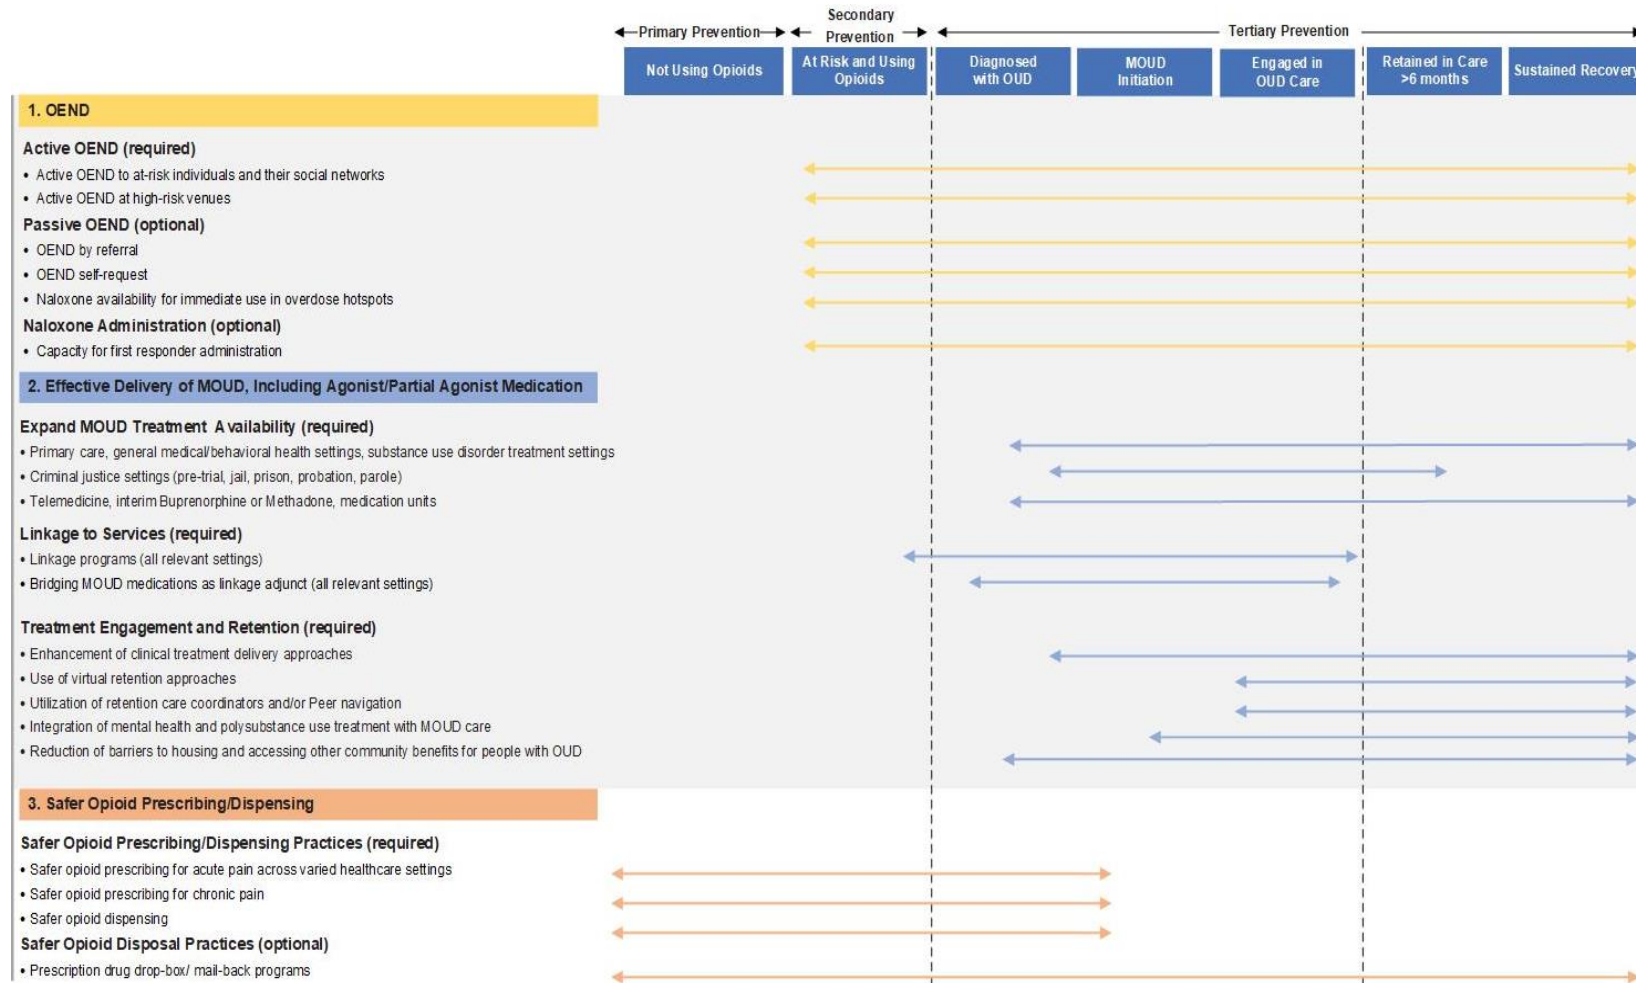 Secondary
Primary Prevention
Prevention
Tertiary Prevention
Not Using Opioids
At Risk and Using
Opioids
Diagnosed
with OUD
MOUD
Initiation
Engaged in
OUD Care
Retained in Care
>6 months
Sustained Recovery
1. OEND
Active OEND (required)
• Active OEND to at-risk individuals and their social networks
• Active OEND at high-risk venues
Passive OEND (optional)
• OEND by referral
• OEND self-request
• Naloxone availability for immediate use in overdose hotspots
Naloxone Administration (optional)
• Capacity for first responder administration
2. Effective Delivery of MOUD, Including Agonist/Partial Agonist Medication
Expand MOUD Treatment Availability (required)
• Primary care, general medical/behavioral health settings, substance use disorder treatment settings
• Criminal justice settings (pre-trial, jail, prison, probation, parole)
• Telemedicine, interim Buprenorphine or Methadone, medication units
Linkage to Services (required)
• Linkage programs (all relevant settings)
• Bridging MOUD medications as linkage adjunct (all relevant settings)
Treatment Engagement and Retention (required)
• Enhancement of clinical treatment delivery approaches
• Use of virtual retention approaches
• Utilization of retention care coordinators and/or Peer navigation
• Integration of mental health and polysubstance use treatment with MOUD care
• Reduction of barriers to housing and accessing other community benefits for people with OUD
3. Safer Opioid Prescribing/Dispensing
Safer Opioid Prescribing/Dispensing Practices (required)
• Safer opioid prescribing for acute pain across varied healthcare settings
• Safer opioid prescribing for chronic pain
• Safer opioid dispensing
Safer Opioid Disposal Practices (optional)
• Prescription drug drop-box/ mail-back programs